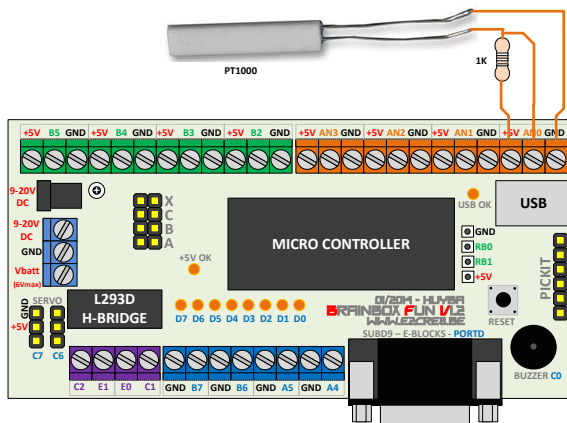 PT1000
1K
+5V B5 GND +5V B4 GND +5V B3 GND +5V B2 GND +5V AN3 GND +5V AN2 GND +5V AN1 GND +5V AN0 GND
9-20V
DC
USB OK
USB
X
C
B
A
MICRO CONTROLLER
9-20V
DC
GND
Vbatt
(6Vmax)
+5V OK
GND
RB0
RB1
+5V
PICKIT
SERVO
GND
+5V
C7 C6
L293D
H-BRIDGE
D7 D6 D5 D4 D3 D2 D1 D0
01/2014 - HUYBA
BRAINBOX FUN V1.2
WWW.E2CRE8.BE
RESET
SUBD9 – E-BLOCKS - PORTD
C2 E1 E0 C1 GND B7 GND B6 GND A5 GND A4
BUZZER C0